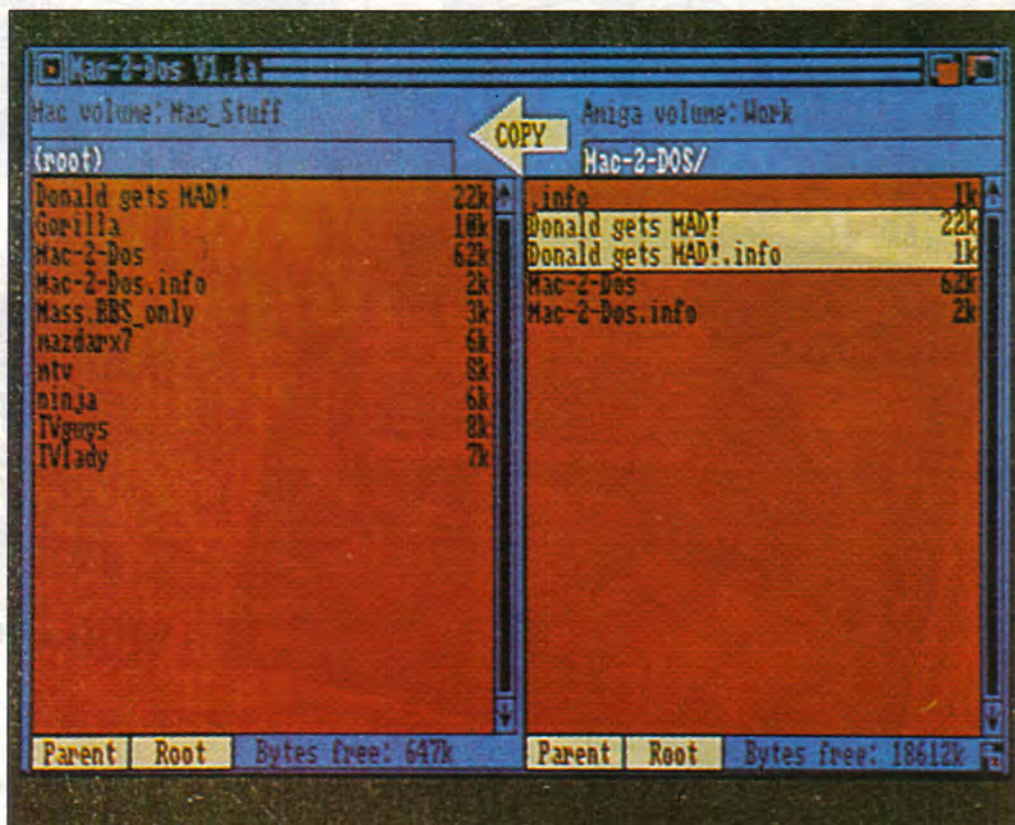 Mac-2-Dos V1.1a
Mac volume: Mac_Stuff
COPY
Amiga volume: Work
(root)
Mac-2-DOS/
Donald gets MAD! 22k
Gorilla 10k
Mac-2-Dos 62k
Mac-2-Dos.info 2k
Mass.BBS_only 3k
mazdarx7 6k
mtv 8k
ninja 6k
TVguys 8k
TVlady 7k
.info 1k
Donald gets MAD! 22k
Donald gets MAD!.info 1k
Mac-2-Dos 62k
Mac-2-Dos.info 2k
Parent Root Bytes free: 647k
Parent Root Bytes free: 18612k